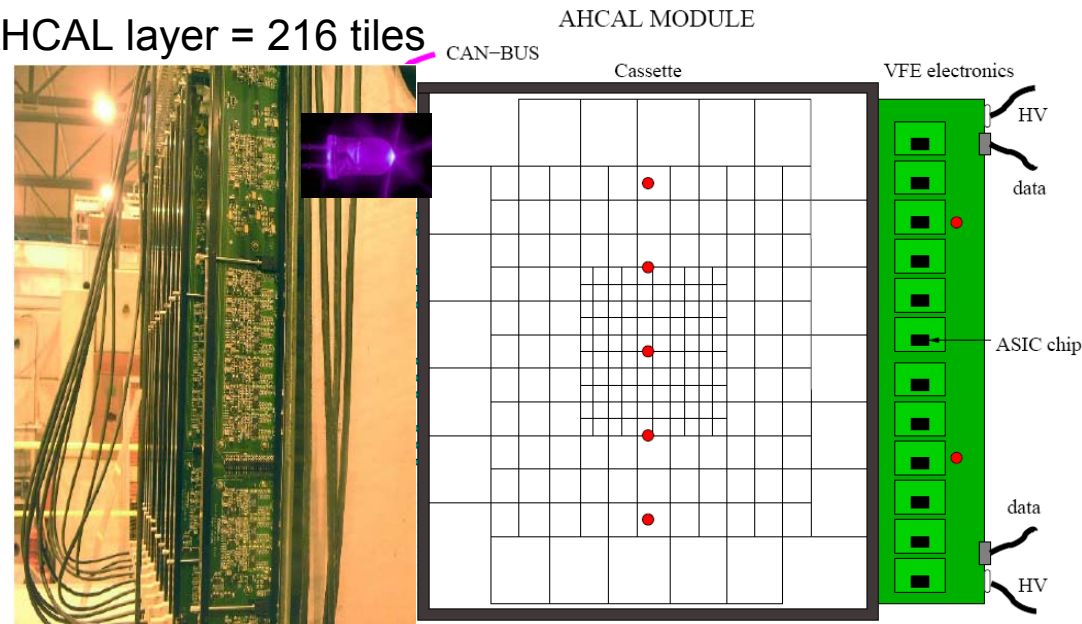 HCAL layer = 216 tiles
AHCAL MODULE
CAN−BUS
Cassette
VFE electronics
HV
data
ASIC chip
data
HV